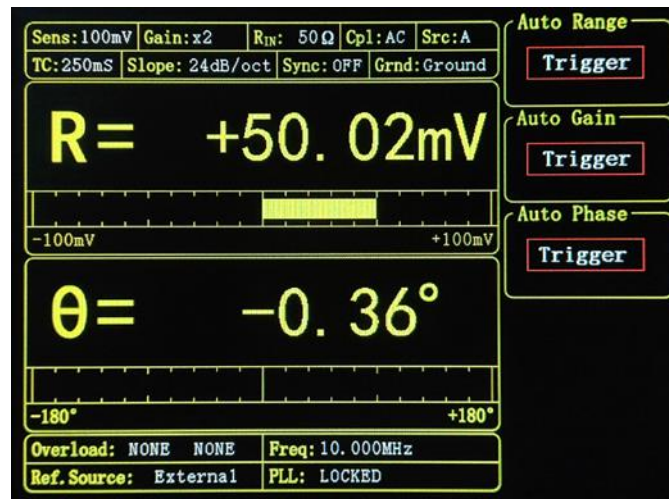 Sens:100mV Gain:x2 RIN: 50Ω Cpl:AC Src:A
TC:250mS Slope: 24dB/oct Sync:OFF Grnd:Ground
R= +50.02mV
-100mV +100mV
θ= -0.36°
-180° +180°
Overload: NONE NONE Freq:10.000MHz
Ref.Source: External PLL: LOCKED
Auto Range
Trigger
Auto Gain
Trigger
Auto Phase
Trigger